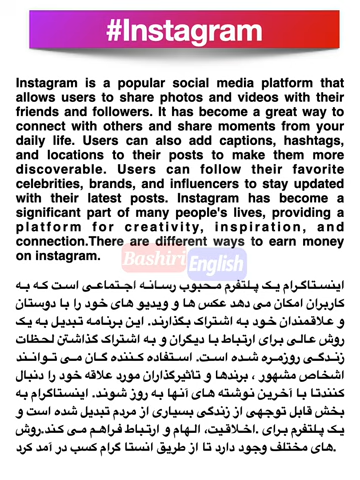 #Instagram
Instagram is a popular social media platform that
allows users to share photos and videos with their
friends and followers. It has become a great way to
connect with others and share moments from your
daily life. Users can also add captions, hashtags,
and locations to their posts to make them more
discoverable. Users can follow their favorite
celebrities, brands, and influencers to stay updated
with their latest posts. Instagram has become a
significant part of many people's lives, providing a
platform for creativity, inspiration, and
connection.There are different ways to earn money
on instagram.
Bashiri English
اینستاگرام یک پلتفرم محبوب رسانه اجتماعی است که به
کاربران امکان می دهد عکس ها و ویدیو های خود را با دوستان
و علاقمندان خود به اشتراک بگذارند. این برنامه تبدیل به یک
روش عالی برای ارتباط با دیگران و به اشتراک گذاشتن لحظات
زندگی روزمره شده است. استفاده کننده گان می توانند
اشخاص مشهور ، برندها و تأثیرگذاران مورد علاقه خود را دنبال
کنندتا با آخرین نوشته های آنها به روز شوند. اینستاگرام به
بخش قابل توجهی از زندگی بسیاری از مردم تبدیل شده است و
یک پلتفرم برای .اخلاقیت، الهام و ارتباط فراهم می کند.روش
.های مختلف وجود دارد تا از طریق انستا گرام کسب در آمد کرد